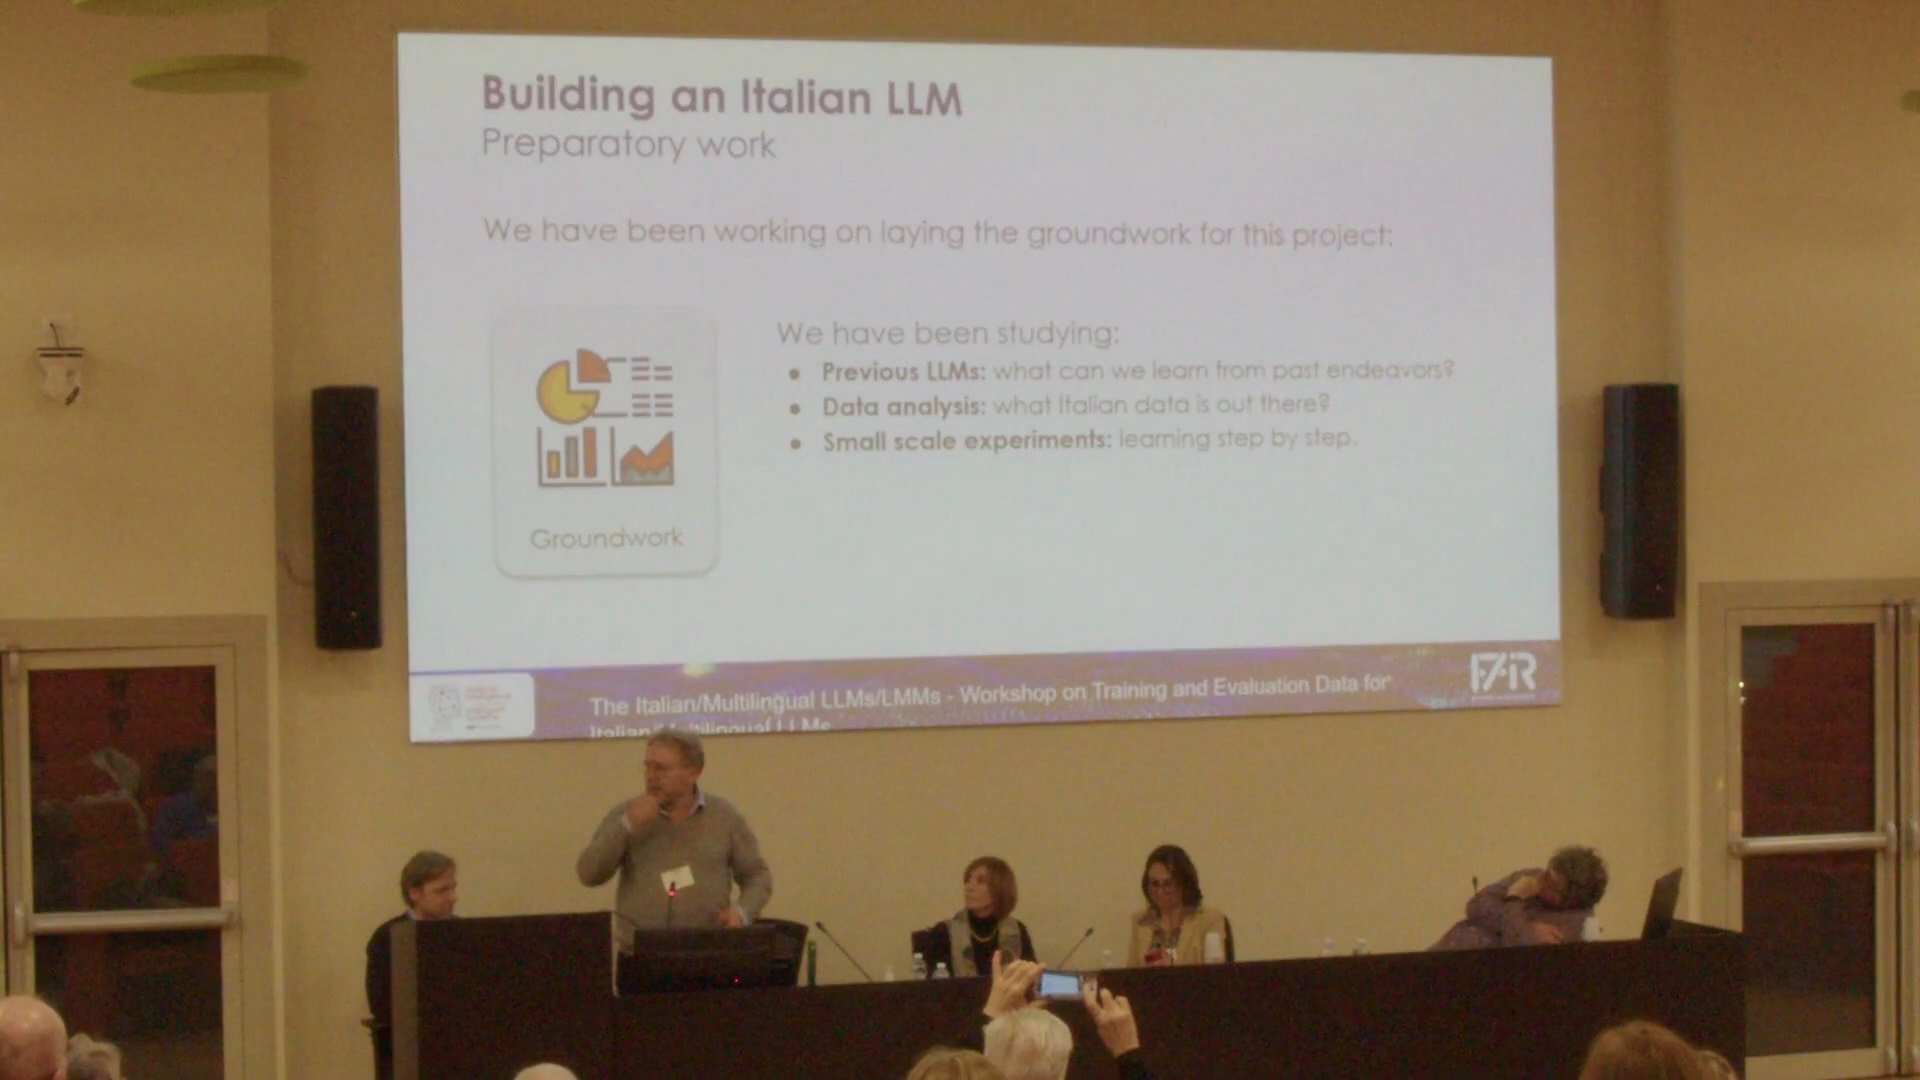 Building an Italian LLM
Preparatory work
We have been working on laying the groundwork for this project:
We have been studying:
• Previous LLMs: what can we learn from past endeavors?
• Data analysis: what Italian data is out there?
• Small scale experiments: learning step by step.
Groundwork
The Italian/Multilingual LLMs/LMMs - Workshop on Training and Evaluation Data for
Italian/Multilingual LLMs
FAIR